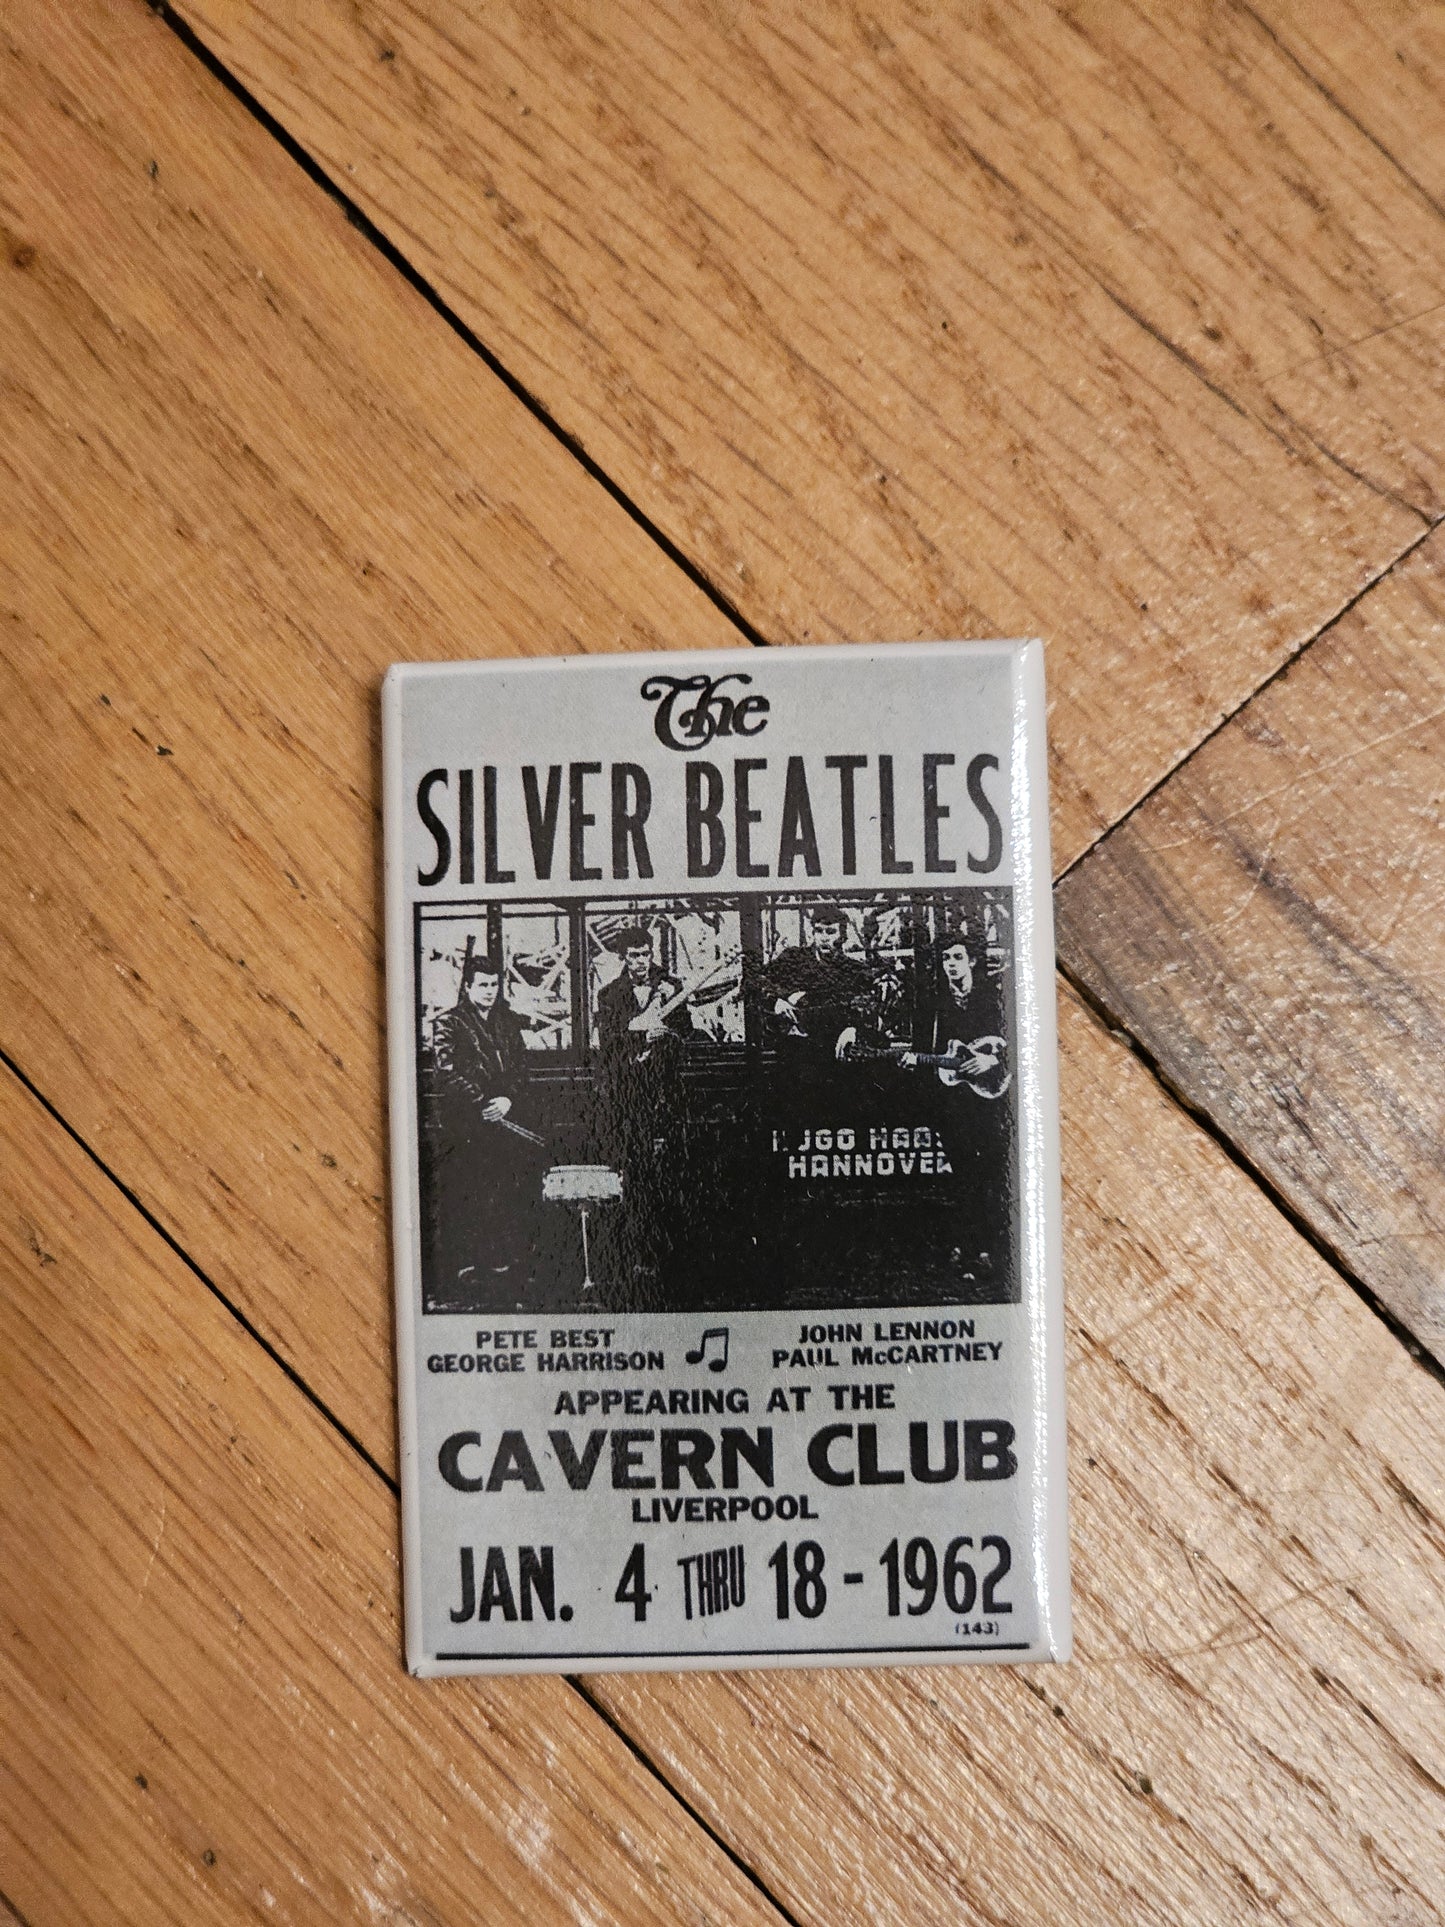 The
SILVER BEATLES
HANNOVER
PETE BEST
GEORGE HARRISON
JOHN LENNON
PAUL McCARTNEY
APPEARING AT THE
CAVERN CLUB
LIVERPOOL
JAN. 4 THRU 18 - 1962
(143)